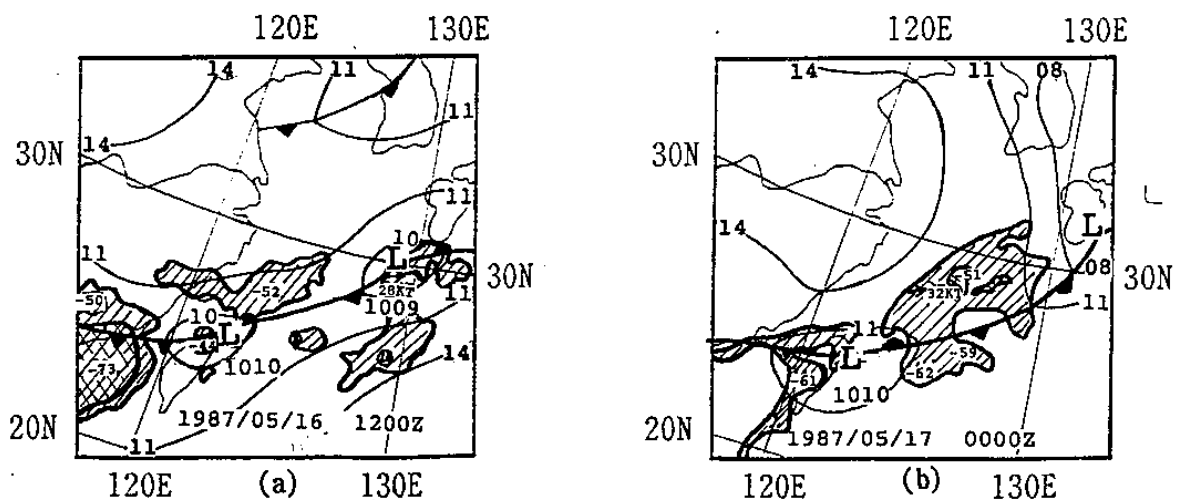 120E 130E
14 11
11
14
30N
11
11 10 L
-50 -52 28KT 30N
10 L 1009 11
-44
-73 14
1010
20N 1987/05/16 1200Z
11
120E (a) 130E
120E 130E
14 11 08
30N
14 L
-51 08 30N
32KT
11 11
L -59
-61 -62
1010
20N 1987/05/17 0000Z
120E (b) 130E